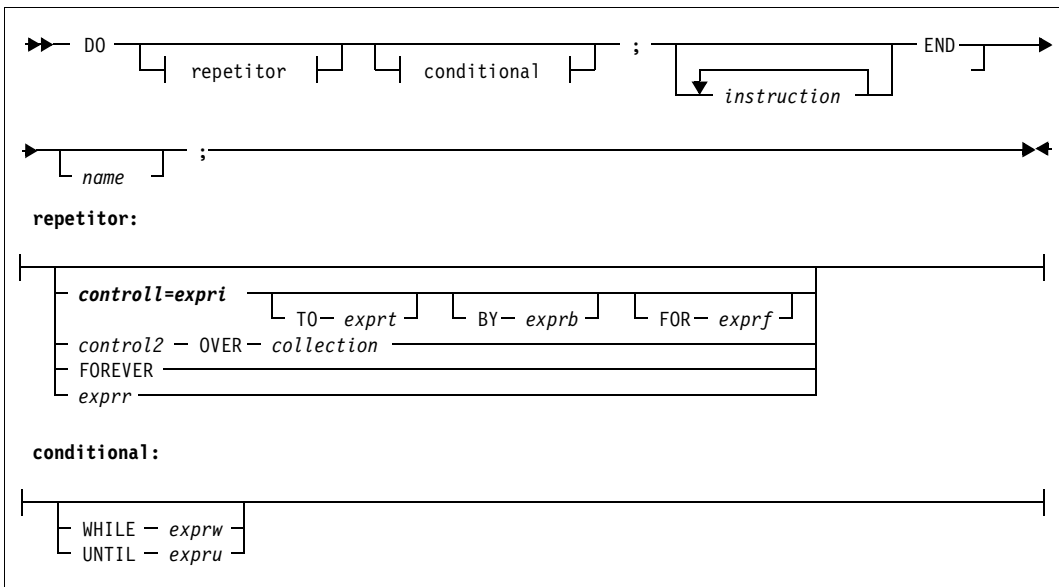 DO ; END
repetitor conditional
instruction
name ;
repetitor:
controll=expri
TO exprt BY exprb FOR exprf
control2 OVER collection
FOREVER
exprr
conditional:
WHILE exprw
UNTIL expru